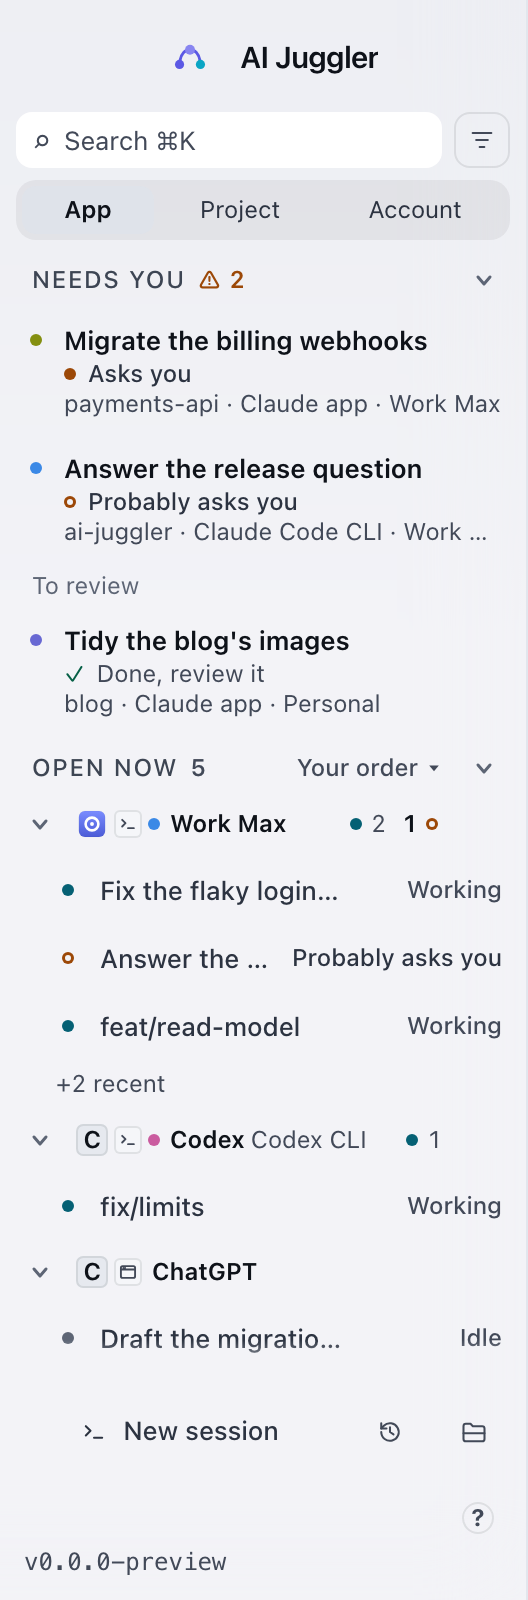 AI Juggler
Search ⌘K
App Project Account
NEEDS YOU 2
Migrate the billing webhooks
Asks you
payments-api · Claude app · Work Max
Answer the release question
Probably asks you
ai-juggler · Claude Code CLI · Work ...
To review
Tidy the blog's images
Done, review it
blog · Claude app · Personal
OPEN NOW 5 Your order
Work Max 2 1
Fix the flaky login... Working
Answer the ... Probably asks you
feat/read-model Working
+2 recent
C Codex Codex CLI 1
fix/limits Working
C ChatGPT
Draft the migratio... Idle
New session
?
v0.0.0-preview